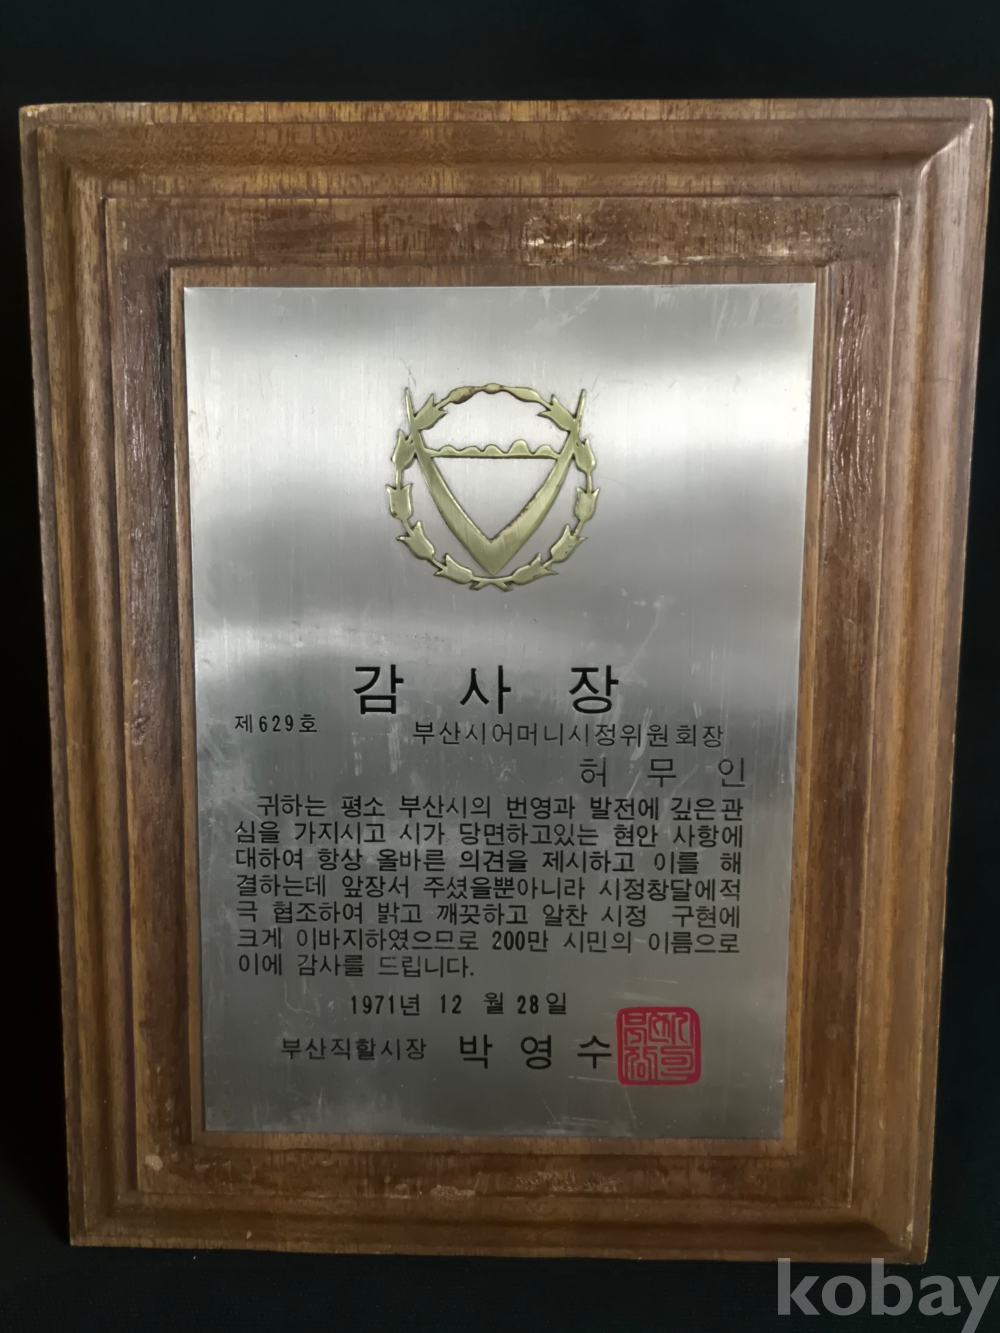 감 사 장
제629호
부산시어머니시정위원회장
허 무 인
귀하는 평소 부산시의 번영과 발전에 깊은관
심을 가지시고 시가 당면하고있는 현안 사항에
대하여 항상 올바른 의견을 제시하고 이를 해
결하는데 앞장서 주셨을뿐아니라 시정창달에적
극 협조하여 밝고 깨끗하고 알찬 시정 구현에
크게 이바지하였으므로 200만 시민의 이름으로
이에 감사를 드립니다.
1971년 12 월 28일
부산직할시장 박 영 수
kobay